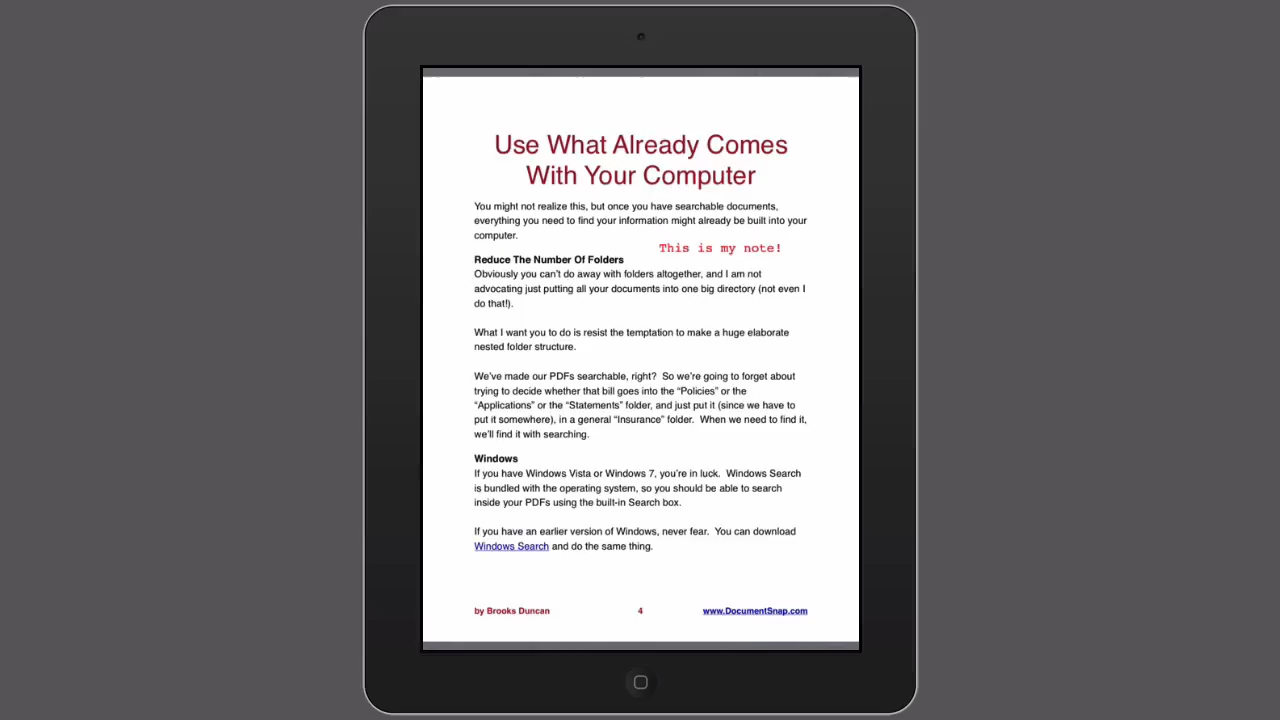 Use What Already Comes
With Your Computer
You might not realize this, but once you have searchable documents,
everything you need to find your information might already be built into your
computer.
This is my note!
Reduce The Number Of Folders
Obviously you can't do away with folders altogether, and I am not
advocating just putting all your documents into one big directory (not even I
do that!).
What I want you to do is resist the temptation to make a huge elaborate
nested folder structure.
We've made our PDFs searchable, right?  So we're going to forget about
trying to decide whether that bill goes into the “Policies” or the
“Applications” or the “Statements” folder, and just put it (since we have to
put it somewhere), in a general “Insurance” folder.  When we need to find it,
we'll find it with searching.
Windows
If you have Windows Vista or Windows 7, you're in luck.  Windows Search
is bundled with the operating system, so you should be able to search
inside your PDFs using the built-in Search box.
If you have an earlier version of Windows, never fear.  You can download
Windows Search and do the same thing.
by Brooks Duncan 4 www.DocumentSnap.com